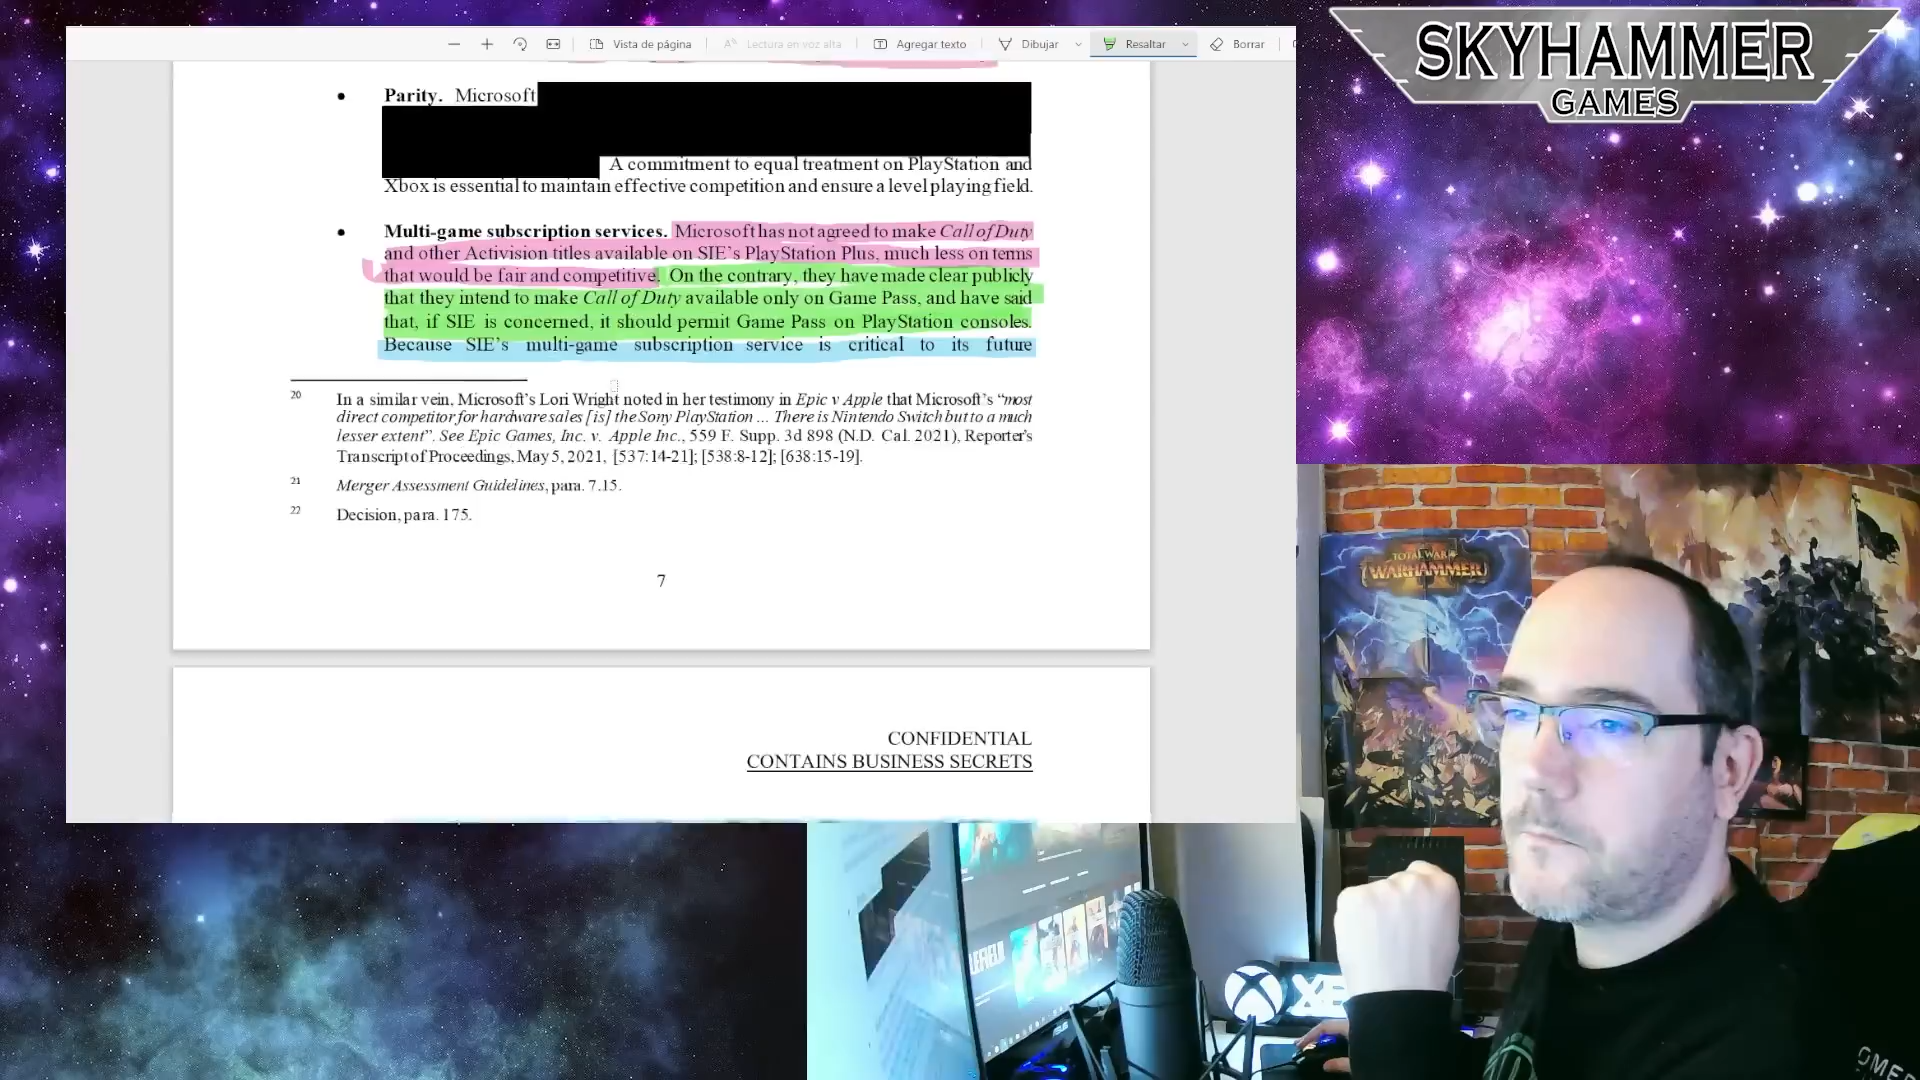 Vista de página
Lectura en voz alta
Agregar texto
Dibujar
Resaltar
Borrar
SKYHAMMER
GAMES
• Parity. Microsoft
A commitment to equal treatment on PlayStation and
Xbox is essential to maintain effective competition and ensure a level playing field.
• Multi-game subscription services. Microsoft has not agreed to make Call of Duty
and other Activision titles available on SIE's PlayStation Plus, much less on terms
that would be fair and competitive. On the contrary, they have made clear publicly
that they intend to make Call of Duty available only on Game Pass, and have said
that, if SIE is concerned, it should permit Game Pass on PlayStation consoles.
Because SIE's multi-game subscription service is critical to its future
20 In a similar vein, Microsoft's Lori Wright noted in her testimony in Epic v Apple that Microsoft's “most
direct competitor for hardware sales [is] the Sony PlayStation ... There is Nintendo Switch but to a much
lesser extent”. See Epic Games, Inc. v. Apple Inc., 559 F. Supp. 3d 898 (N.D. Cal. 2021), Reporter's
Transcript of Proceedings, May 5, 2021, [537:14-21]; [538:8-12]; [638:15-19].
21 Merger Assessment Guidelines, para. 7.15.
22 Decision, para. 175.
7
CONFIDENTIAL
CONTAINS BUSINESS SECRETS
TOTAL WAR
WARHAMMER
II